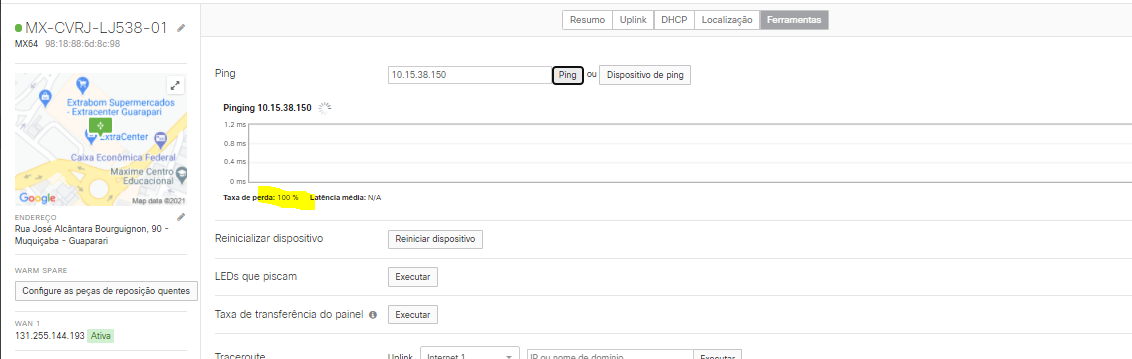 MX-CVRJ-LJ538-01
MX64 98:18:88:6d:8c:98
Extrabom Supermercados
- Extracenter Guarapari
ExtraCenter
Caixa Econômica Federal
Maxime Centro
Educacional
Google
Map data ©2021
ENDEREÇO
Rua José Alcântara Bourguignon, 90 -
Muquiçaba - Guaparari
WARM SPARE
Configure as peças de reposição quentes
WAN 1
131.255.144.193 Ativa
Resumo Uplink DHCP Localização Ferramentas
Ping 10.15.38.150 Ping ou Dispositivo de ping
Pinging 10.15.38.150
1.2 ms
0.8 ms
0.4 ms
0 ms
Taxa de perda: 100 % Latência média: N/A
Reinicializar dispositivo Reiniciar dispositivo
LEDs que piscam Executar
Taxa de transferência do painel Executar
Traceroute Uplink Internet 1 IP ou nome de domínio Executar